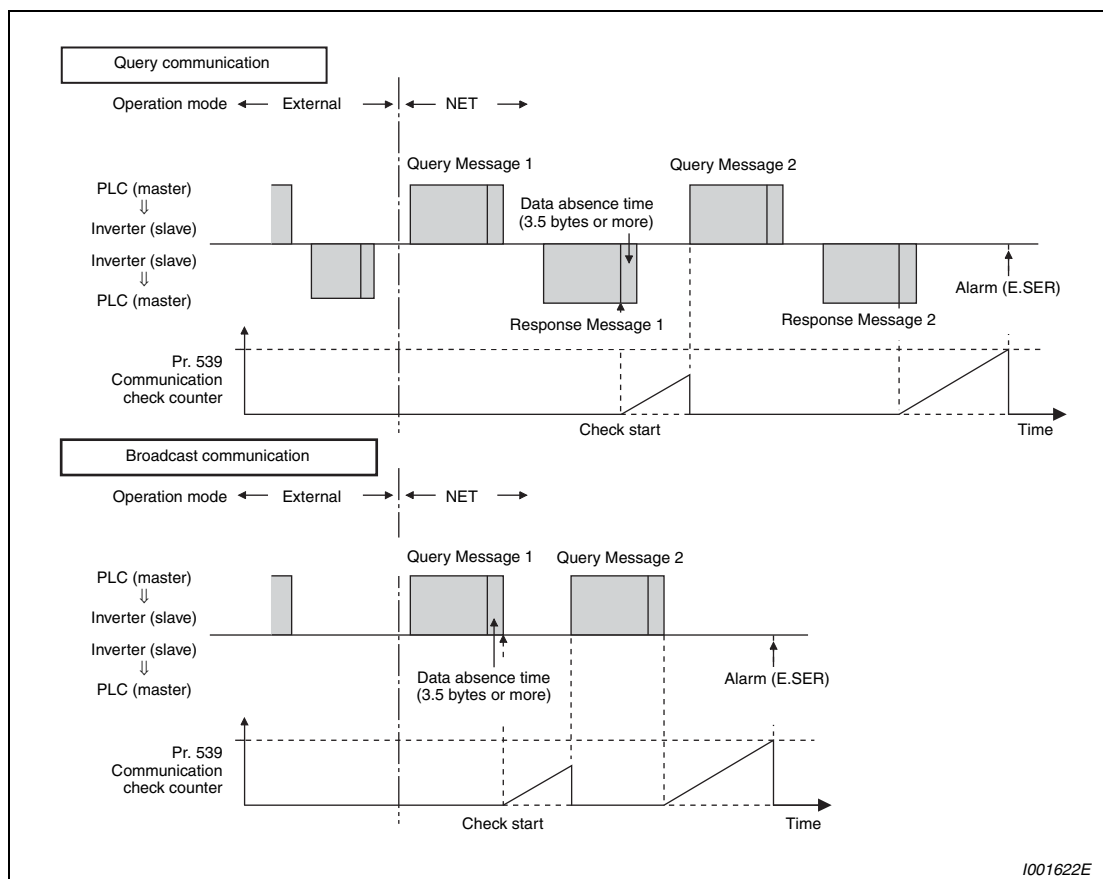 Query communication
Operation mode External NET
Query Message 1 Query Message 2
PLC (master)
⇓
Inverter (slave)
Data absence time
(3.5 bytes or more)
Inverter (slave)
⇓
PLC (master)
Alarm (E.SER)
Response Message 1 Response Message 2
Pr. 539
Communication
check counter
Check start Time
Broadcast communication
Operation mode External NET
Query Message 1 Query Message 2
PLC (master)
⇓
Inverter (slave)
Inverter (slave)
⇓
PLC (master)
Data absence time
(3.5 bytes or more)
Alarm (E.SER)
Pr. 539
Communication
check counter
Check start Time
I001622E